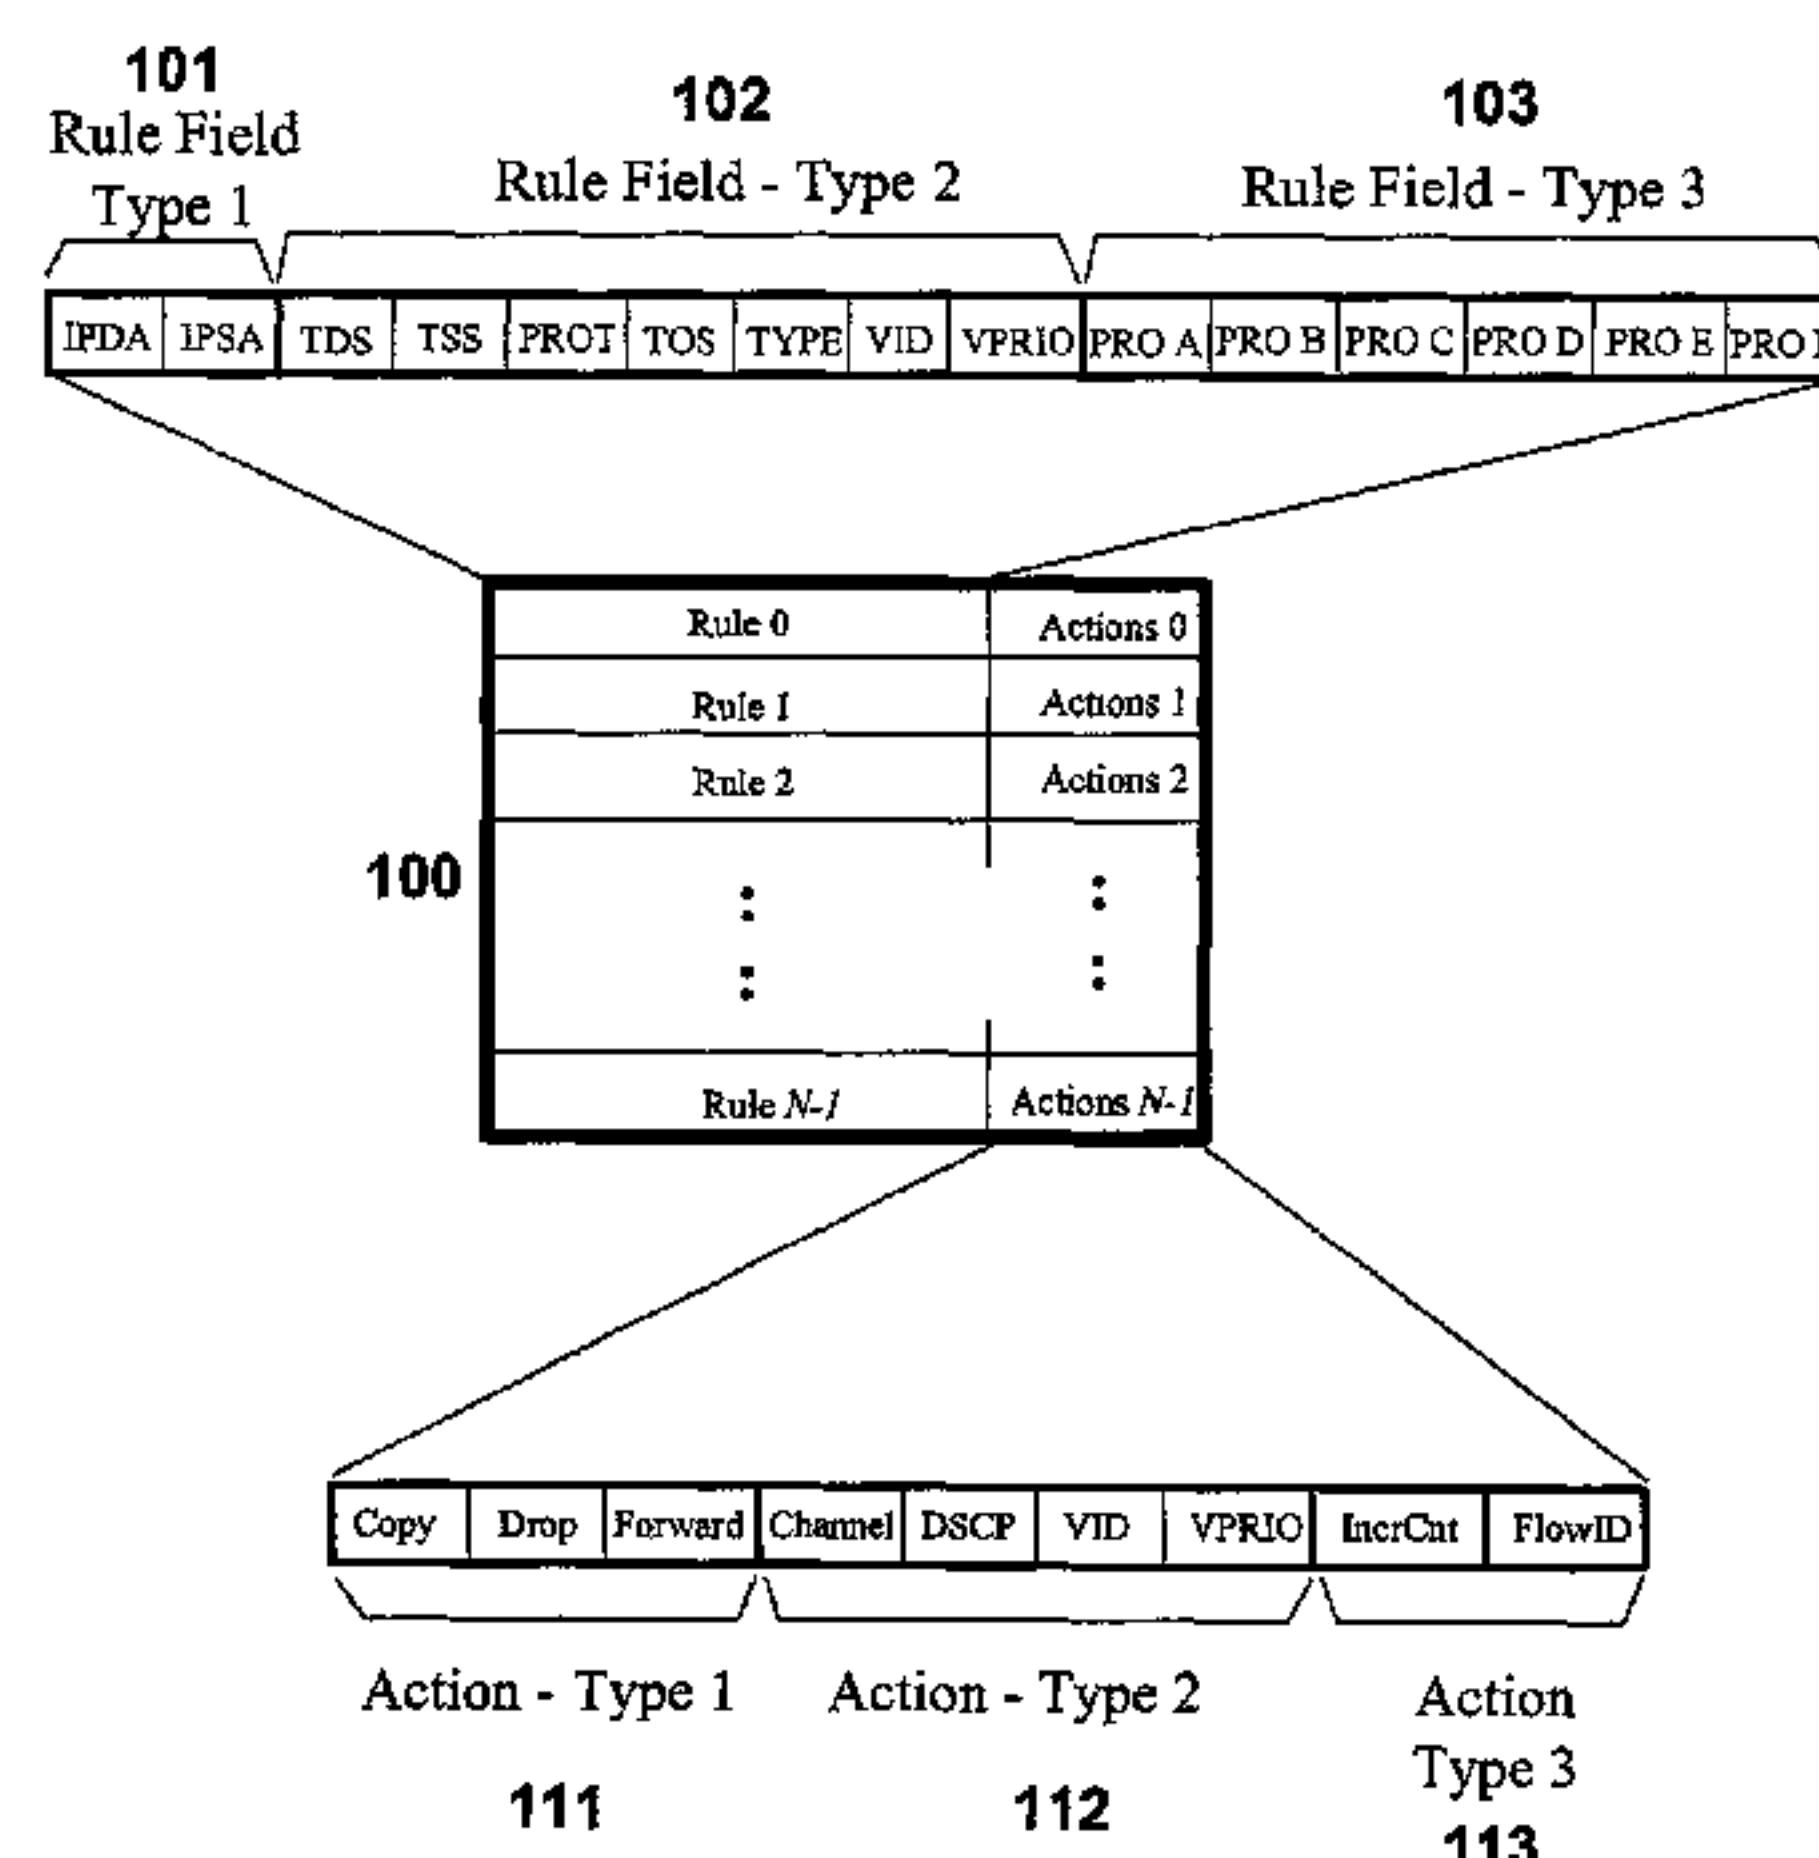 101
Rule Field
Type 1
102
Rule Field - Type 2
103
Rule Field - Type 3
IPDA IPSA TDS TSS PROT TOS TYPE VID VPRIO PRO A PRO B PRO C PRO D PRO E PRO
Rule 0 Actions 0
Rule 1 Actions 1
Rule 2 Actions 2
100
Rule N-1 Actions N-1
Copy Drop Forward Channel DSCP VID VPRIO IncrCnt FlowID
Action - Type 1
111
Action - Type 2
112
Action
Type 3
113